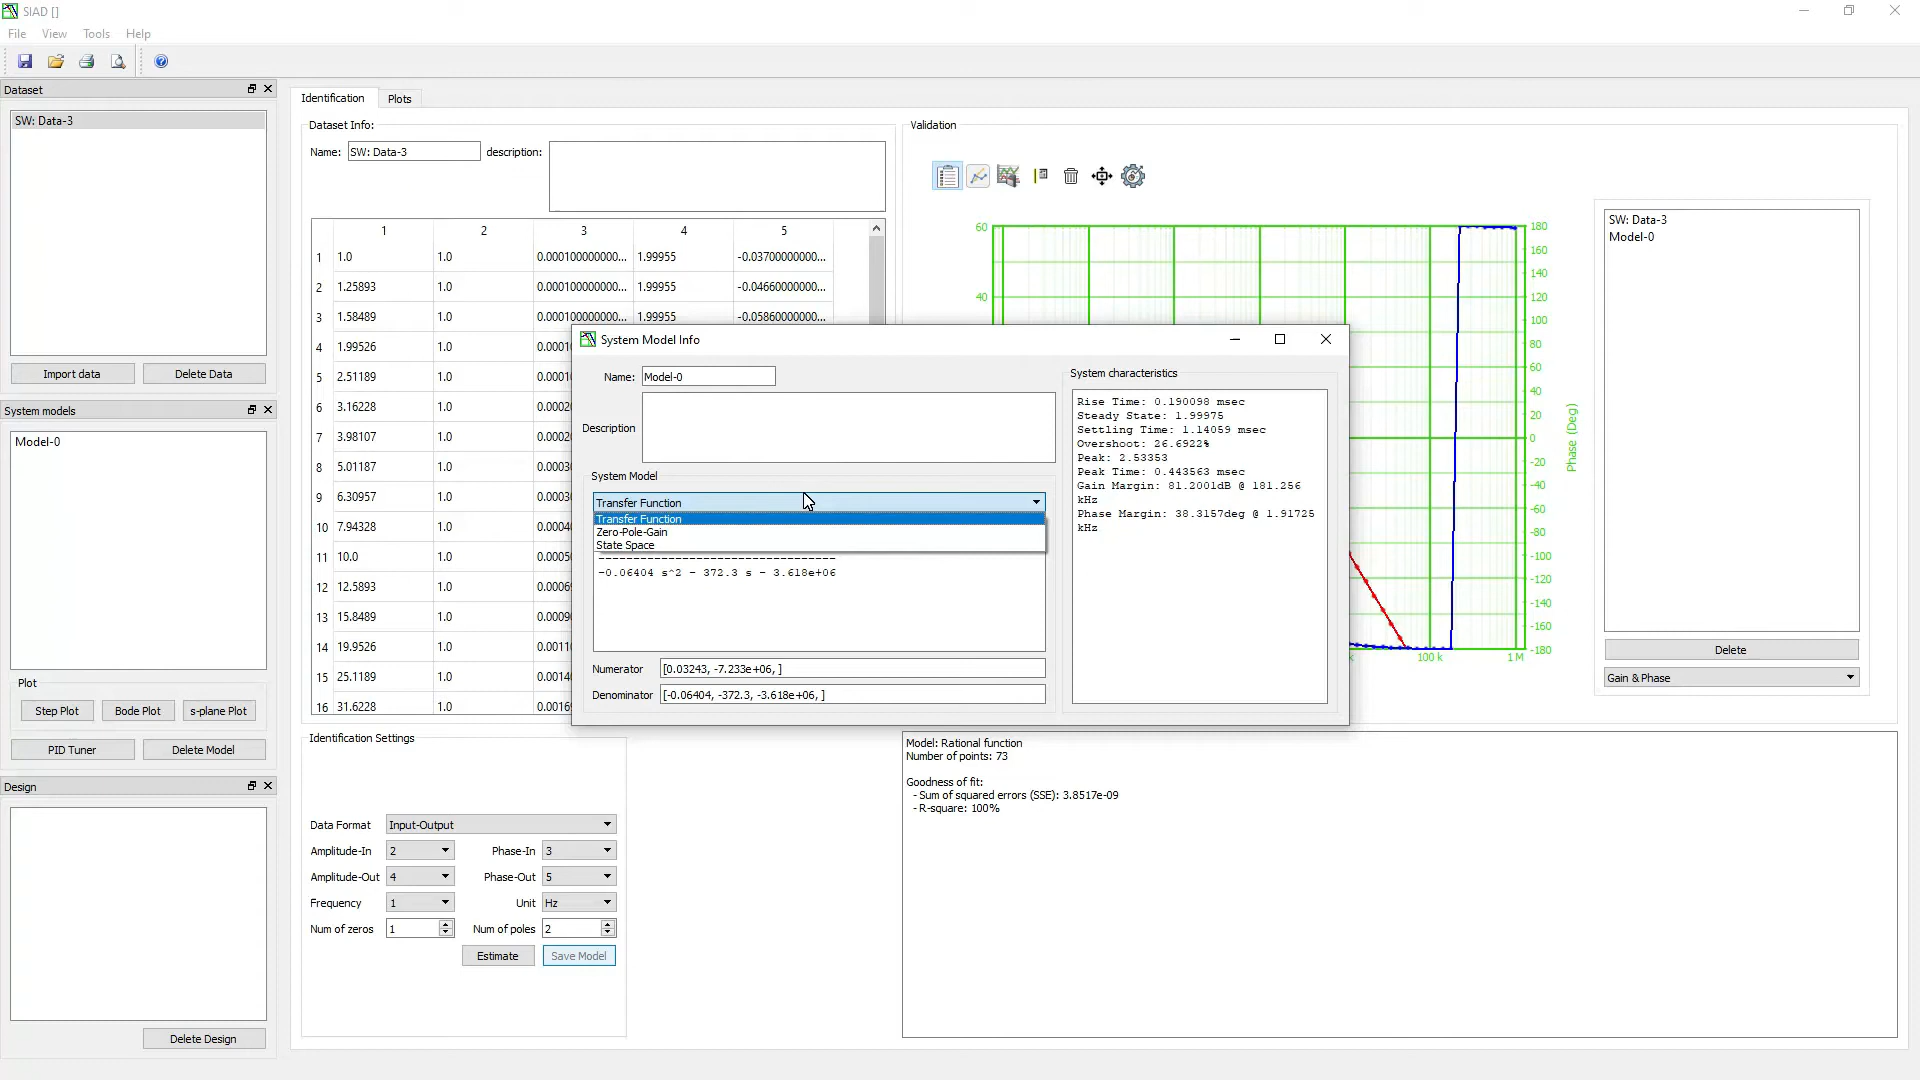 SIAD []
File View Tools Help
Dataset
SW: Data-3
Import data Delete Data
System models
Model-0
Plot
Step Plot Bode Plot s-plane Plot
PID Tuner Delete Model
Design
Delete Design
Identification Plots
Dataset Info:
Name: SW: Data-3 description:
1 2 3 4 5
1 1.0 1.0 0.000100000000... 1.99955 -0.03700000000...
2 1.25893 1.0 0.000100000000... 1.99955 -0.04660000000...
3 1.58489 1.0 0.000100000000... 1.99955 -0.05860000000...
4 1.99526 1.0
5 2.51189 1.0
6 3.16228 1.0
7 3.98107 1.0
8 5.01187 1.0
9 6.30957 1.0
10 7.94328 1.0
11 10.0 1.0
12 12.5893 1.0
13 15.8489 1.0
14 19.9526 1.0
15 25.1189 1.0
16 31.6228 1.0
Identification Settings
Data Format Input-Output
Amplitude-In 2 Phase-In 3
Amplitude-Out 4 Phase-Out 5
Frequency 1 Unit Hz
Num of zeros 1 Num of poles 2
Estimate Save Model
Validation
60
40
180
160
140
120
100
80
60
40
20
0
-20
-40
-60
-80
-100
-120
-140
-160
-180
Phase (Deg)
k 100 k 1 M
SW: Data-3
Model-0
Delete
Gain & Phase
System Model Info
Name: Model-0
Description
System Model
Transfer Function
Transfer Function
Zero-Pole-Gain
State Space
----------------------------------
-0.06404 s^2 - 372.3 s - 3.618e+06
Numerator [0.03243, -7.233e+06, ]
Denominator [-0.06404, -372.3, -3.618e+06, ]
System characteristics
Rise Time: 0.190098 msec
Steady State: 1.99975
Settling Time: 1.14059 msec
Overshoot: 26.6922%
Peak: 2.53353
Peak Time: 0.443563 msec
Gain Margin: 81.2001dB @ 181.256
kHz
Phase Margin: 38.3157deg @ 1.91725
kHz
Model: Rational function
Number of points: 73
Goodness of fit:
- Sum of squared errors (SSE): 3.8517e-09
- R-square: 100%